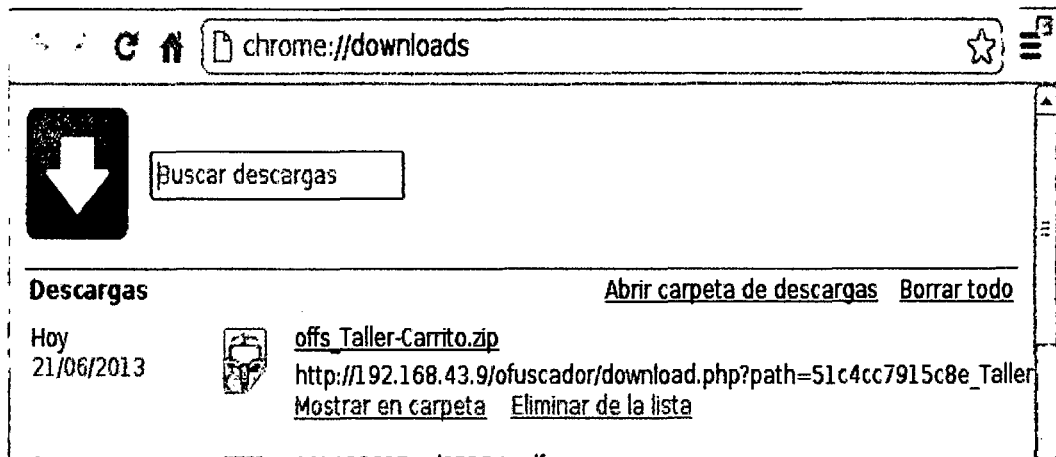 chrome://downloads
Buscar descargas
Descargas Abrir carpeta de descargas Borrar todo
Hoy offs_Taller-Carrito.zip
21/06/2013 http://192.168.43.9/ofuscador/download.php?path=51c4cc7915c8e_Taller
Mostrar en carpeta Eliminar de la lista